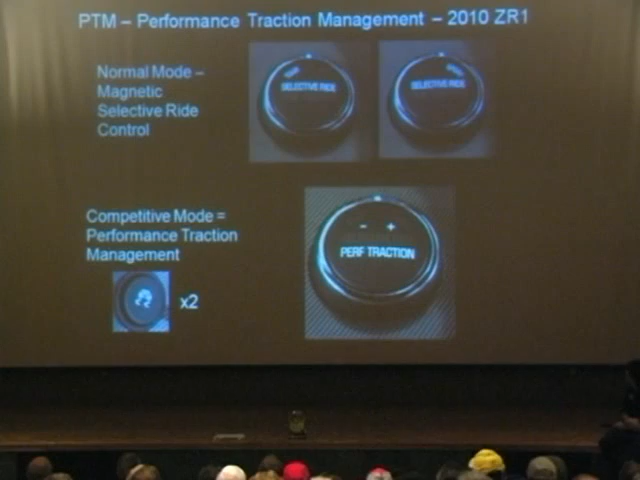 PTM – Performance Traction Management – 2010 ZR1
Normal Mode –
Magnetic
Selective Ride
Control
SELECTIVE RIDE
SELECTIVE RIDE
Competitive Mode =
Performance Traction
Management
x2
- +
PERF TRACTION